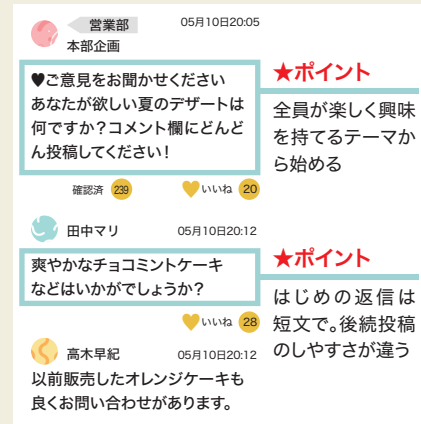 営業部
05月10日20:05
本部企画
♥ご意見をお聞かせください
あなたが欲しい夏のデザートは
何ですか？コメント欄にどんど
ん投稿してください！
確認済 239
いいね 20
★ポイント
全員が楽しく興味
を持てるテーマか
ら始める
田中マリ
05月10日20:12
爽やかなチョコミントケーキ
などはいかがでしょうか？
いいね 28
★ポイント
はじめの返信は
短文で。後続投稿
のしやすさが違う
高木早紀
05月10日20:12
以前販売したオレンジケーキも
良くお問い合わせがあります。